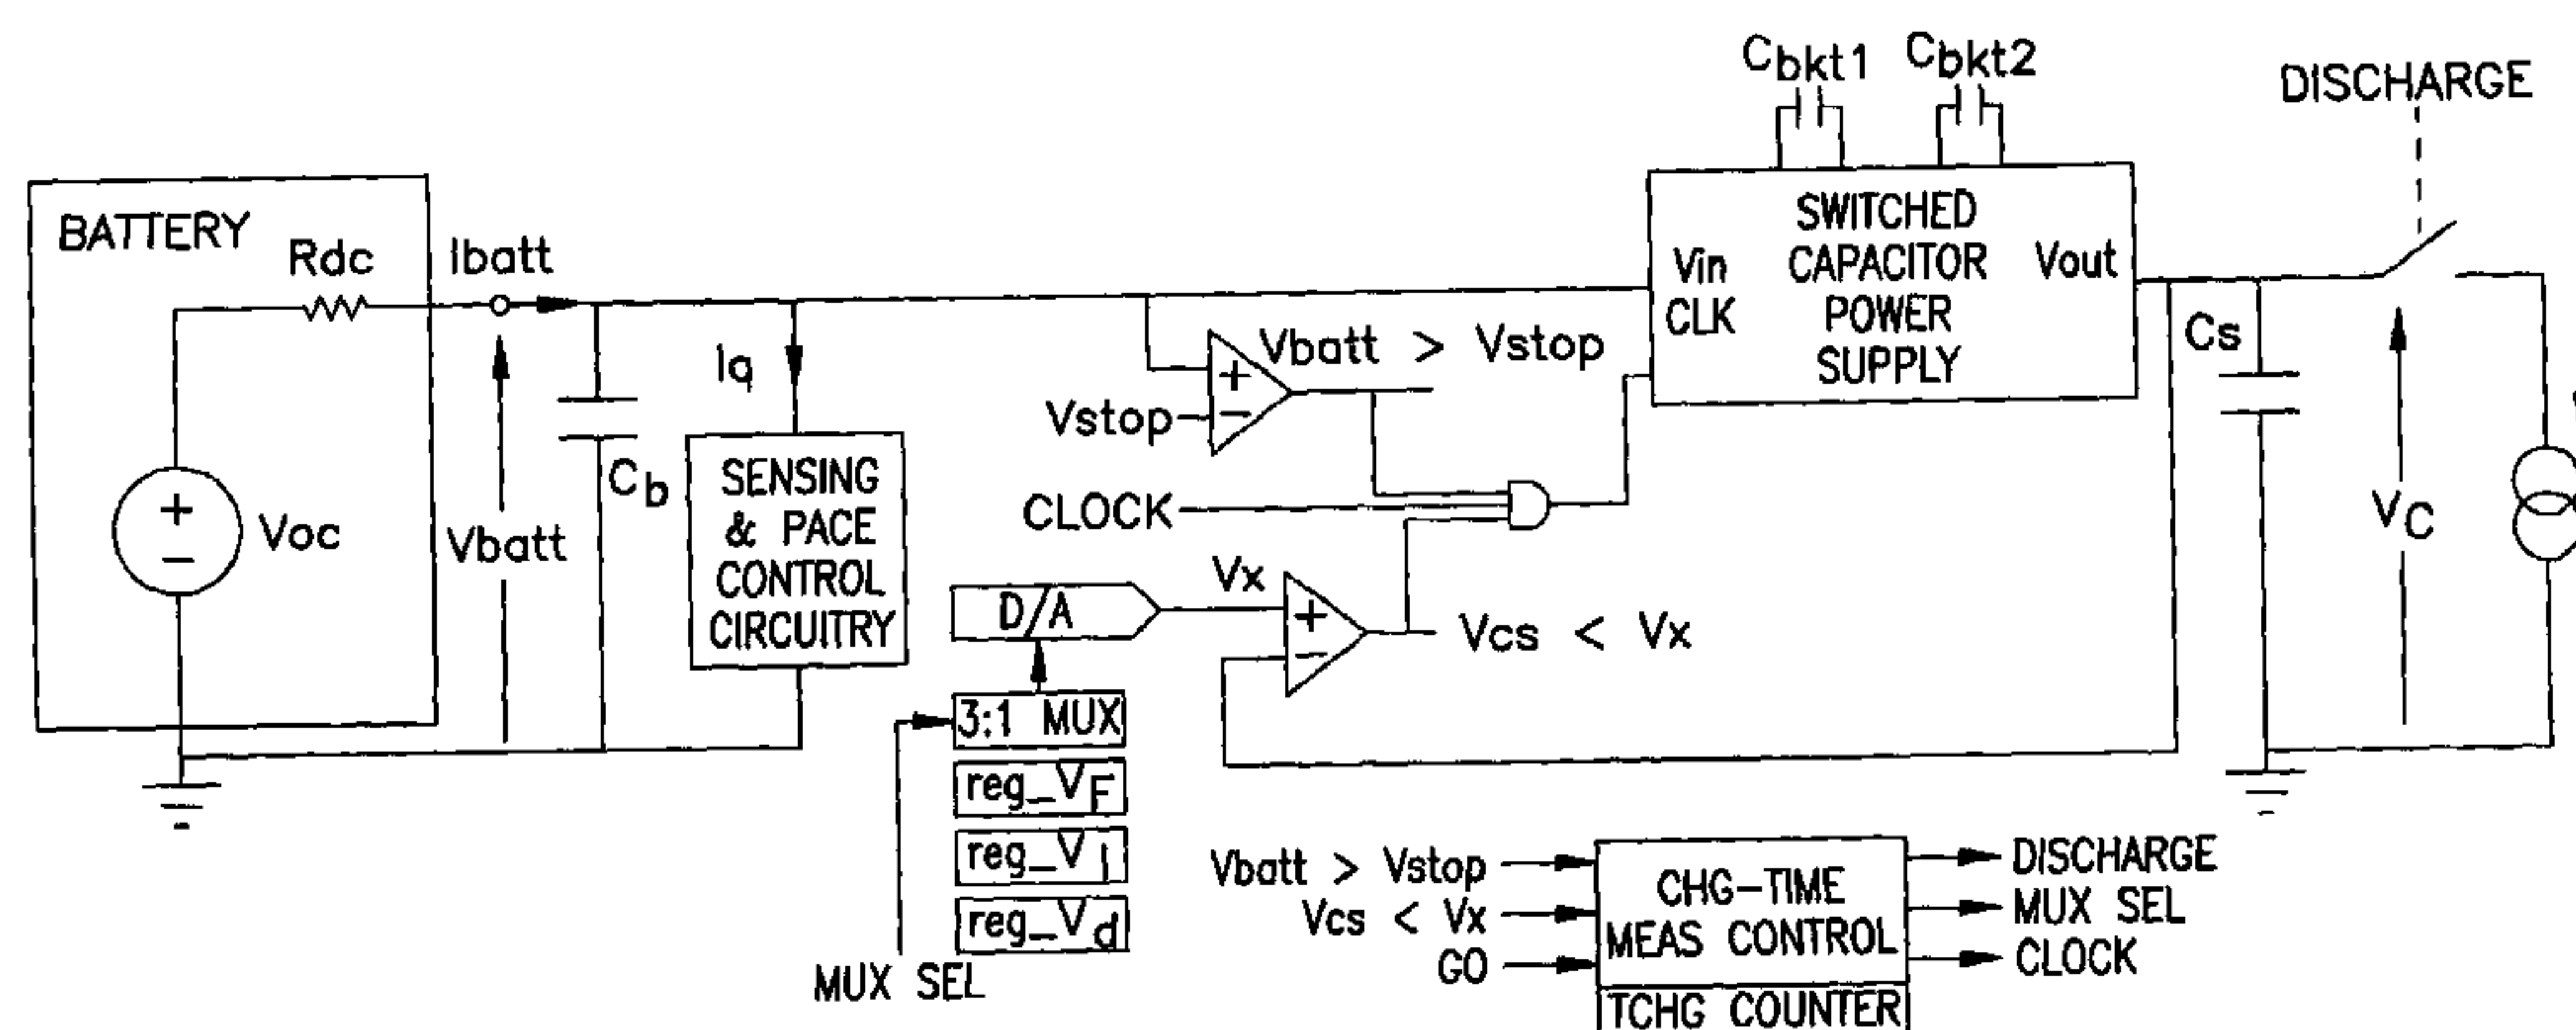 Cbkt1
Cbkt2
DISCHARGE
BATTERY
Rdc
Ibatt
Voc
+
−
Vbatt
Cb
Iq
SENSING
& PACE
CONTROL
CIRCUITRY
Vstop
+
−
Vbatt > Vstop
CLOCK
Vin
CLK
SWITCHED
CAPACITOR
POWER
SUPPLY
Vout
Cs
VC
D/A
Vx
+
−
Vcs < Vx
3:1 MUX
reg_VF
reg_VI
reg_Vd
MUX SEL
Vbatt > Vstop
Vcs < Vx
GO
CHG-TIME
MEAS CONTROL
TCHG COUNTER
DISCHARGE
MUX SEL
CLOCK